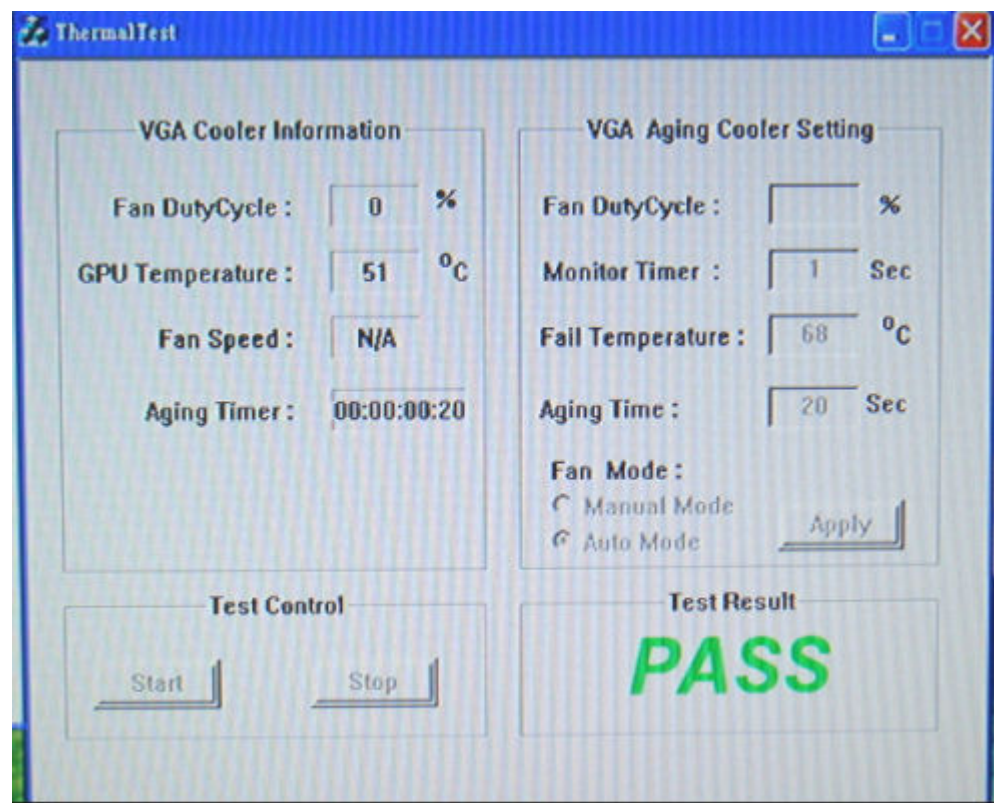 ThermalTest
VGA Cooler Information
Fan DutyCycle : 0 %
GPU Temperature : 51 °C
Fan Speed : N/A
Aging Timer : 00:00:00:20
VGA Aging Cooler Setting
Fan DutyCycle : %
Monitor Timer : 1 Sec
Fail Temperature : 68 °C
Aging Time : 20 Sec
Fan Mode :
Manual Mode
Auto Mode
Apply
Test Control
Start
Stop
Test Result
PASS